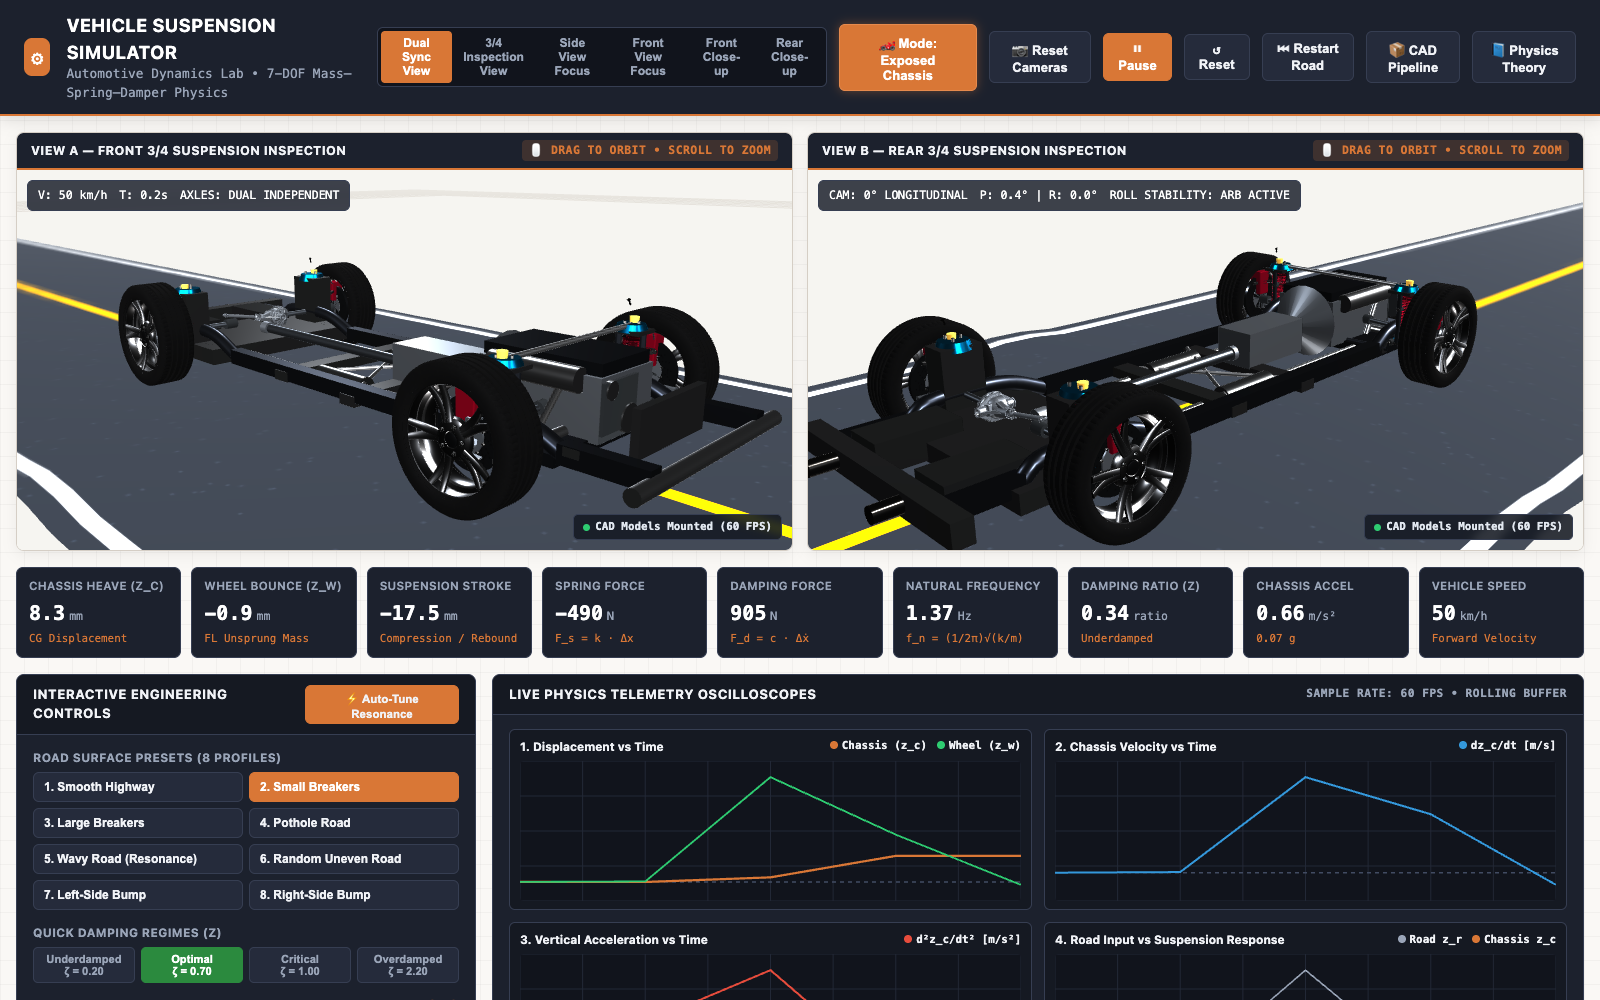 VEHICLE SUSPENSION
SIMULATOR
Automotive Dynamics Lab • 7-DOF Mass–
Spring–Damper Physics
Dual
Sync
View
3/4
Inspection
View
Side
View
Focus
Front
View
Focus
Front
Close-
up
Rear
Close-
up
Mode:
Exposed
Chassis
Reset
Cameras
Pause
↺
Reset
⏮ Restart
Road
CAD
Pipeline
Physics
Theory
VIEW A — FRONT 3/4 SUSPENSION INSPECTION
DRAG TO ORBIT • SCROLL TO ZOOM
V: 50 km/h T: 0.2s AXLES: DUAL INDEPENDENT
CAD Models Mounted (60 FPS)
VIEW B — REAR 3/4 SUSPENSION INSPECTION
DRAG TO ORBIT • SCROLL TO ZOOM
CAM: 0° LONGITUDINAL P: 0.4° | R: 0.0° ROLL STABILITY: ARB ACTIVE
CAD Models Mounted (60 FPS)
CHASSIS HEAVE (Z_C)
8.3 mm
CG Displacement
WHEEL BOUNCE (Z_W)
−0.9 mm
FL Unsprung Mass
SUSPENSION STROKE
−17.5 mm
Compression / Rebound
SPRING FORCE
−490 N
F_s = k · Δx
DAMPING FORCE
905 N
F_d = c · Δẋ
NATURAL FREQUENCY
1.37 Hz
f_n = (1/2π)√(k/m)
DAMPING RATIO (Ζ)
0.34 ratio
Underdamped
CHASSIS ACCEL
0.66 m/s²
0.07 g
VEHICLE SPEED
50 km/h
Forward Velocity
INTERACTIVE ENGINEERING
CONTROLS
⚡ Auto-Tune
Resonance
ROAD SURFACE PRESETS (8 PROFILES)
1. Smooth Highway
2. Small Breakers
3. Large Breakers
4. Pothole Road
5. Wavy Road (Resonance)
6. Random Uneven Road
7. Left-Side Bump
8. Right-Side Bump
QUICK DAMPING REGIMES (Ζ)
Underdamped
ζ = 0.20
Optimal
ζ = 0.70
Critical
ζ = 1.00
Overdamped
ζ = 2.20
LIVE PHYSICS TELEMETRY OSCILLOSCOPES
SAMPLE RATE: 60 FPS • ROLLING BUFFER
1. Displacement vs Time
Chassis (z_c)
Wheel (z_w)
2. Chassis Velocity vs Time
dz_c/dt [m/s]
3. Vertical Acceleration vs Time
d²z_c/dt² [m/s²]
4. Road Input vs Suspension Response
Road z_r
Chassis z_c